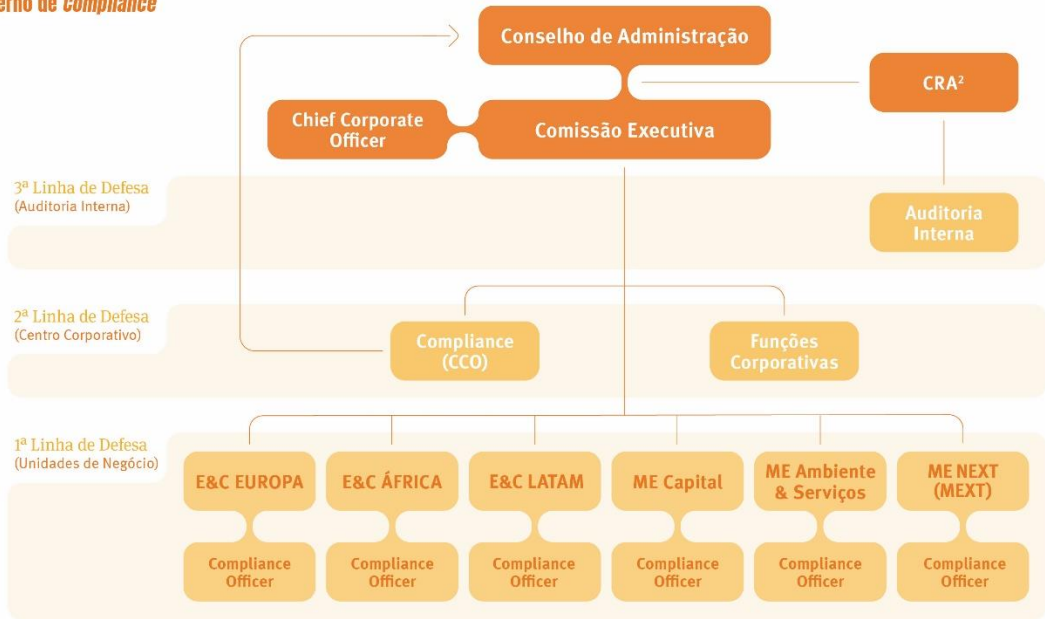 erno de compliance
Conselho de Administração
CRA²
Chief Corporate
Officer
Comissão Executiva
3ª Linha de Defesa
(Auditoria Interna)
Auditoria
Interna
2ª Linha de Defesa
(Centro Corporativo)
Compliance
(CCO)
Funções
Corporativas
1ª Linha de Defesa
(Unidades de Negócio)
E&C EUROPA
E&C ÁFRICA
E&C LATAM
ME Capital
ME Ambiente
& Serviços
ME NEXT
(MEXT)
Compliance
Officer
Compliance
Officer
Compliance
Officer
Compliance
Officer
Compliance
Officer
Compliance
Officer